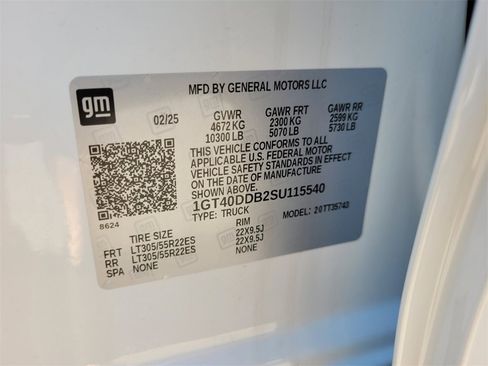 MFD BY GENERAL MOTORS LLC
gm
02/25 GVWR GAWR FRT GAWR RR
4672 KG 2300 KG 2599 KG
10300 LB 5070 LB 5730 LB
THIS VEHICLE CONFORMS TO ALL
APPLICABLE U.S. FEDERAL MOTOR
VEHICLE SAFETY STANDARDS IN EFFECT
ON THE DATE OF MANUFACTURE
SHOWN ABOVE.
1GT40DDB2SU115540
TYPE: TRUCK MODEL: 20TT35743
8624
TIRE SIZE RIM
FRT LT305/55R22ES 22X9.5J
RR LT305/55R22ES 22X9.5J
SPA NONE NONE